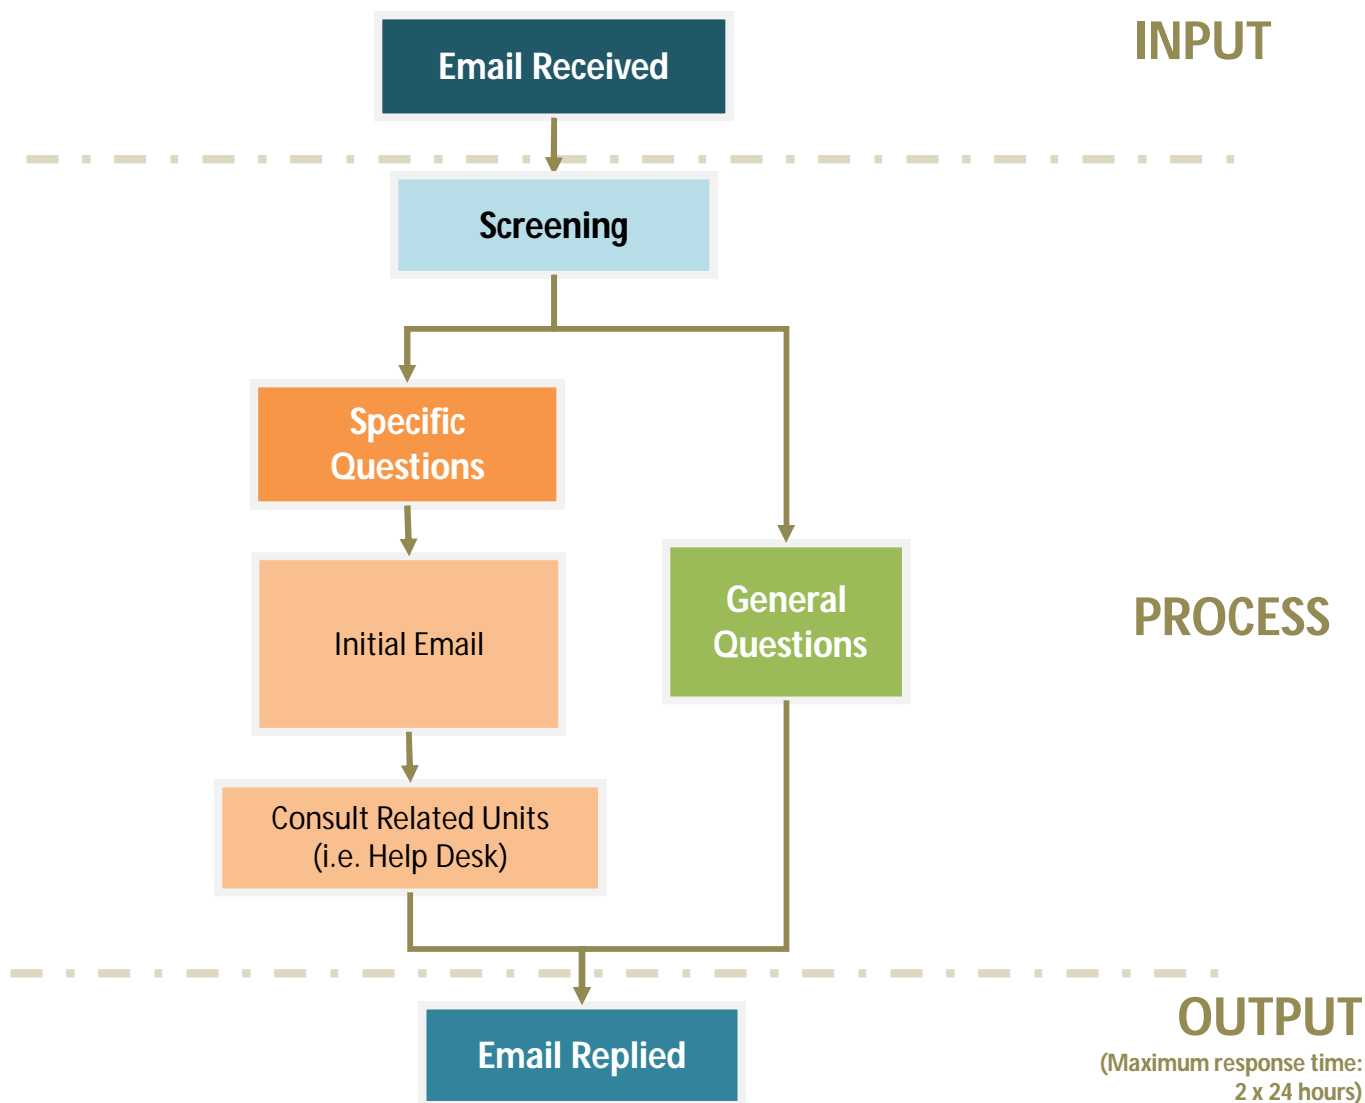 Email Received
INPUT
Screening
Specific
Questions
Initial Email
General
Questions
PROCESS
Consult Related Units
(i.e. Help Desk)
Email Replied
OUTPUT
(Maximum response time:
2 x 24 hours)